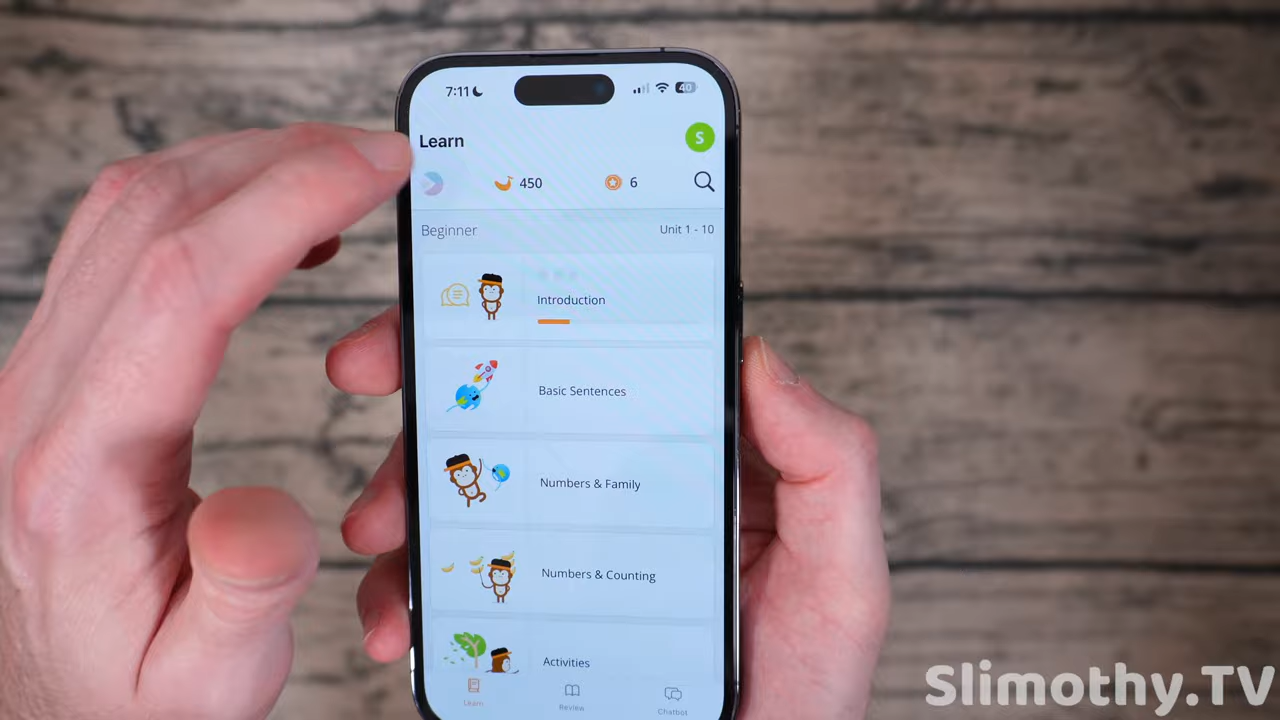 7:11
40
Learn
S
450
6
Beginner
Unit 1 - 10
Introduction
Basic Sentences
Numbers & Family
Numbers & Counting
Activities
Learn
Review
Chatbot
Slimothy.TV